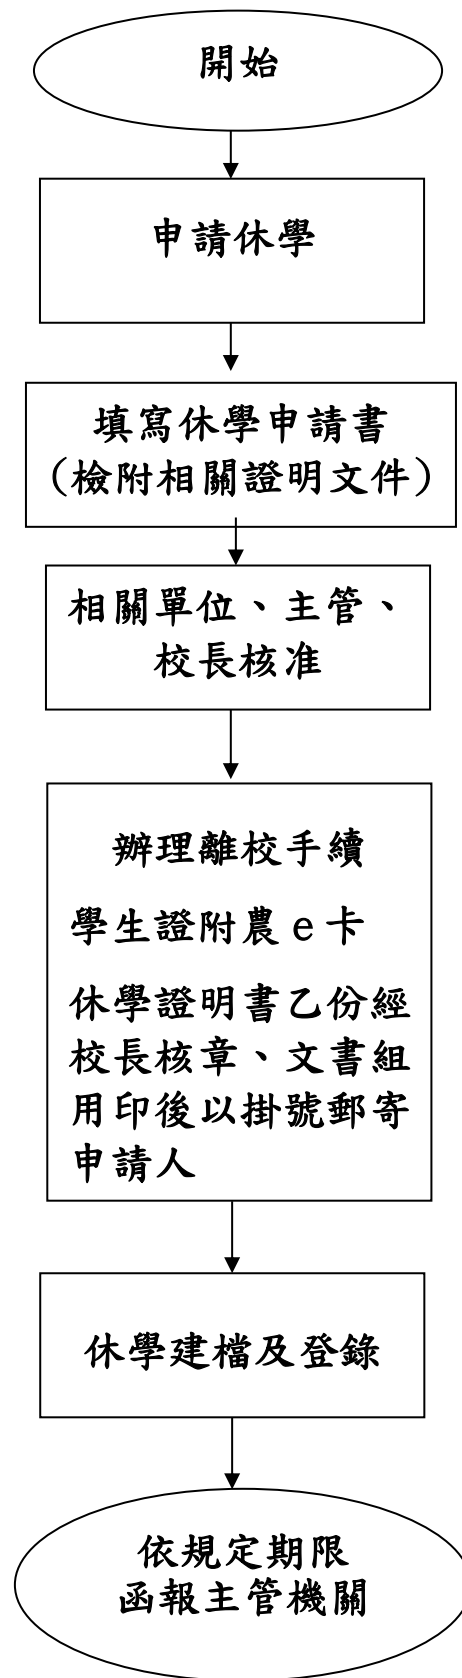 開始
申請休學
填寫休學申請書
(檢附相關證明文件)
相關單位、主管、
校長核准
辦理離校手續
學生證附農 e 卡
休學證明書乙份經
校長核章、文書組
用印後以掛號郵寄
申請人
休學建檔及登錄
依規定期限
函報主管機關